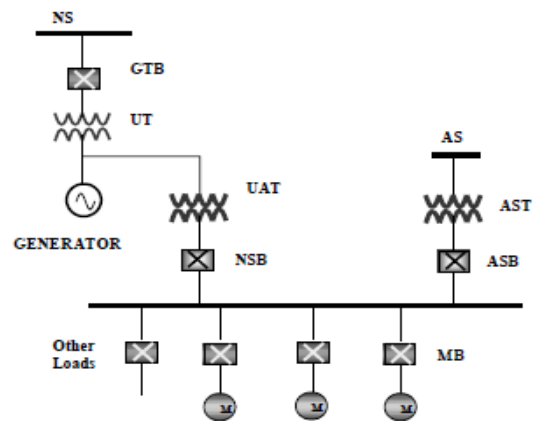 NS
GTB
UT
AS
UAT
AST
GENERATOR
NSB
ASB
Other
Loads
MB
M
M
M